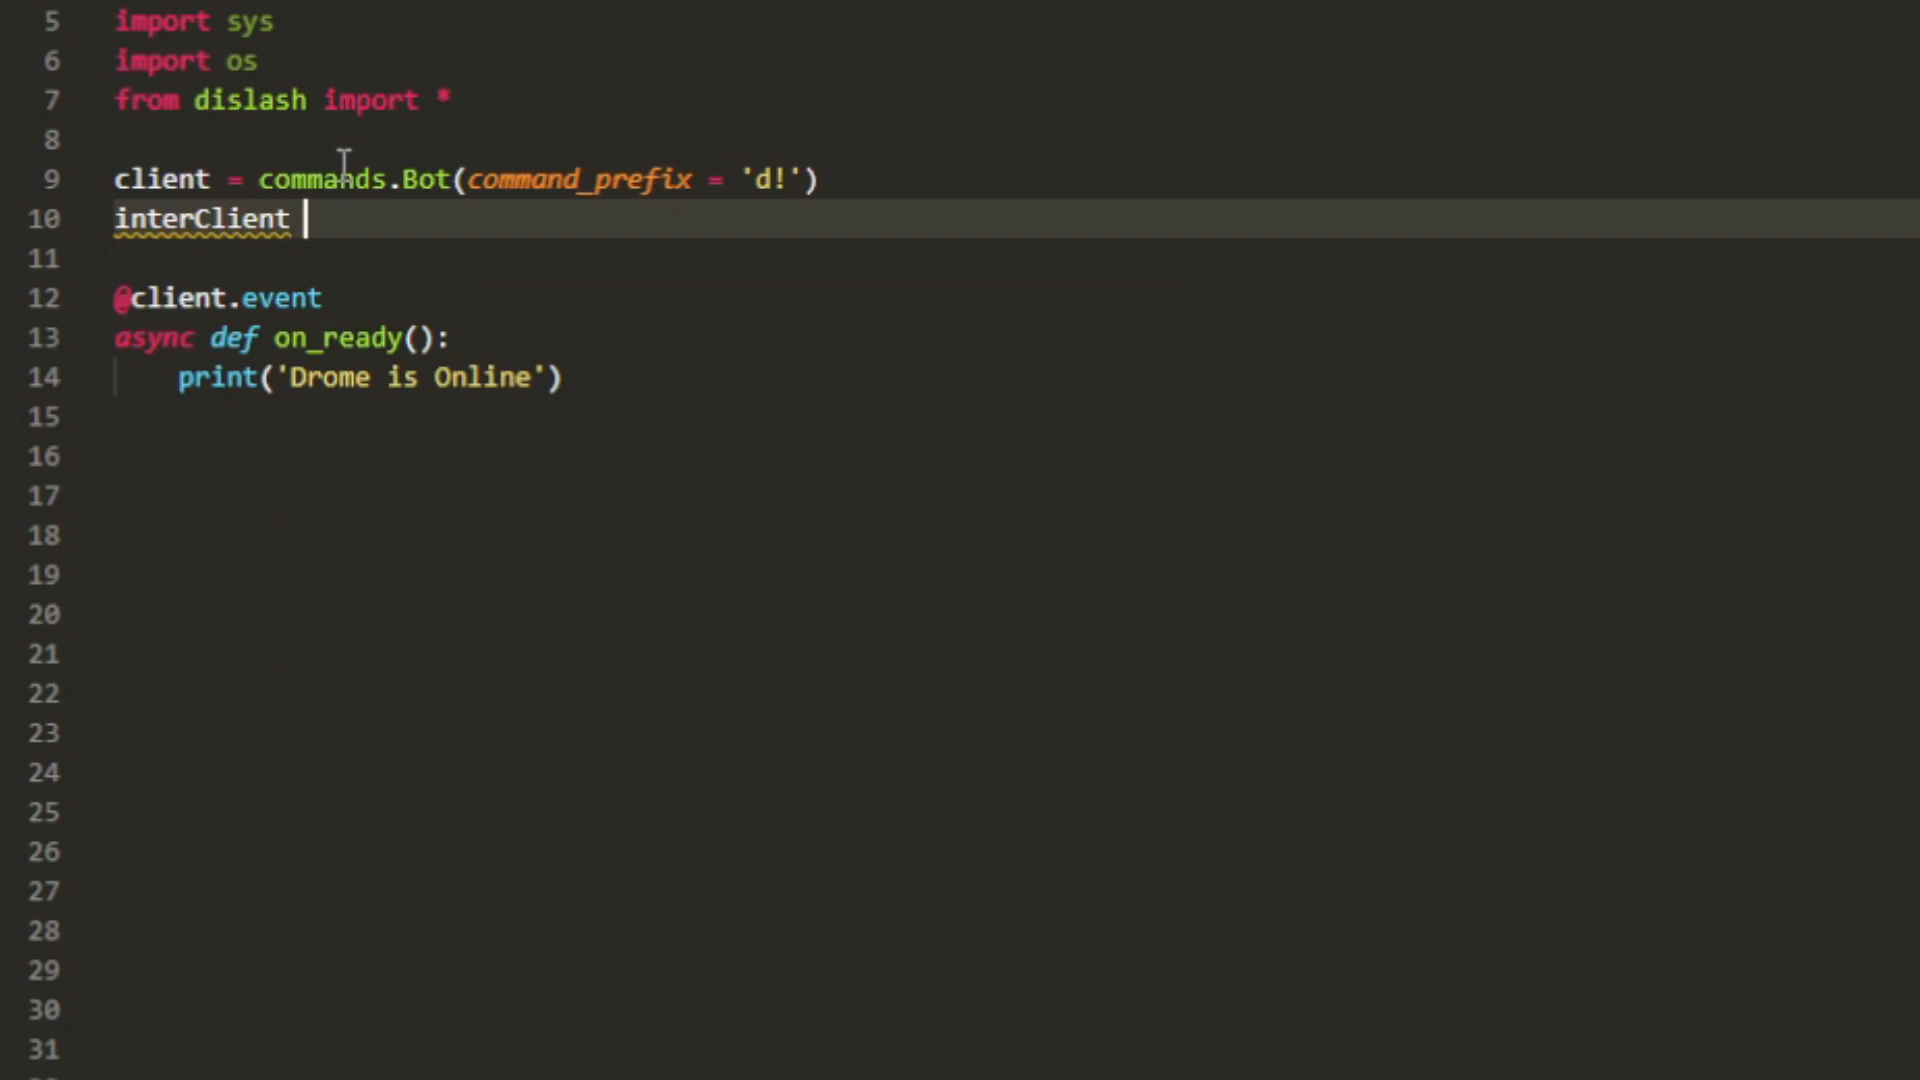 5 import sys
6 import os
7 from dislash import *
8
9 client = commands.Bot(command_prefix = 'd!')
10 interClient
11
12 @client.event
13 async def on_ready():
14 print('Drome is Online')
15
16
17
18
19
20
21
22
23
24
25
26
27
28
29
30
31